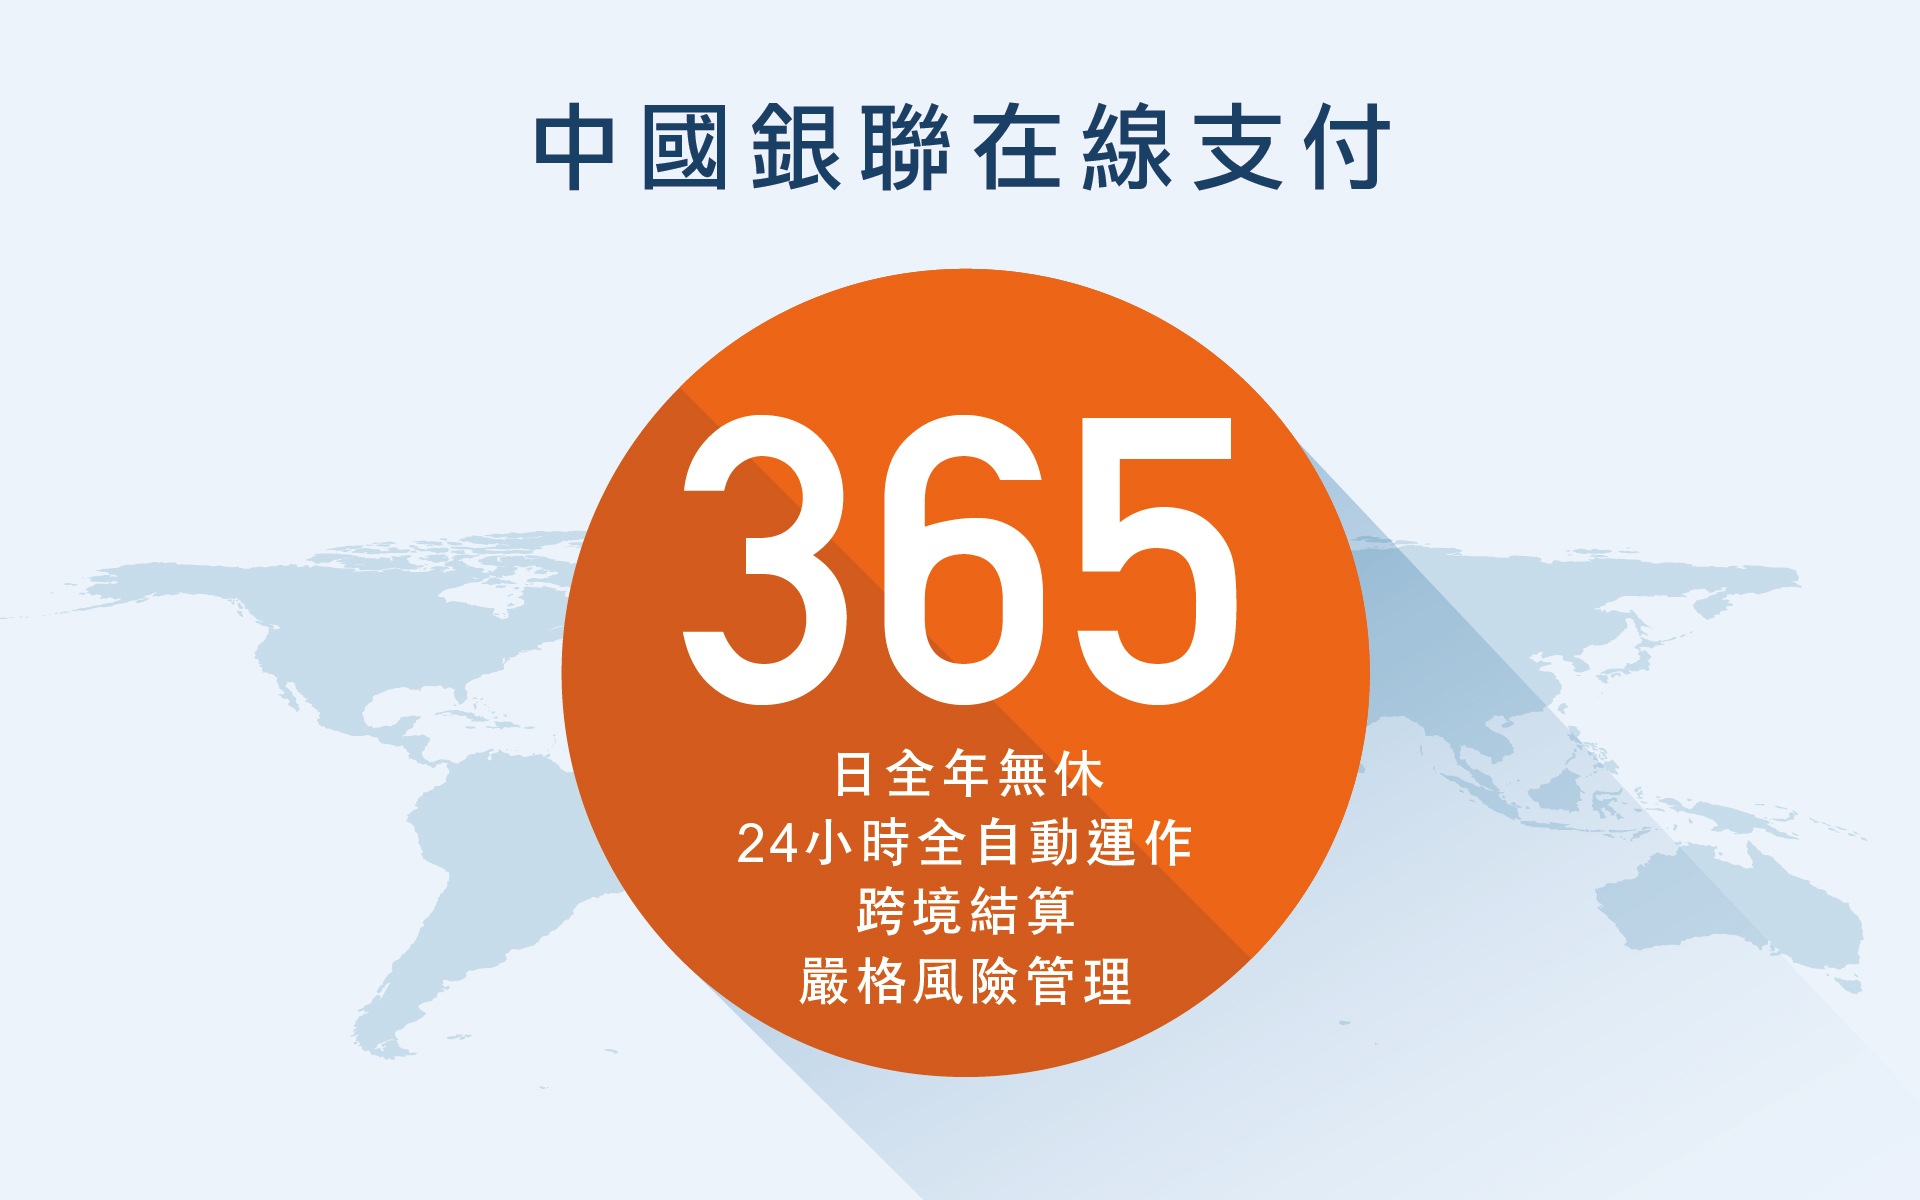 中國銀聯在線支付
365
日全年無休
24小時全自動運作
跨境結算
嚴格風險管理